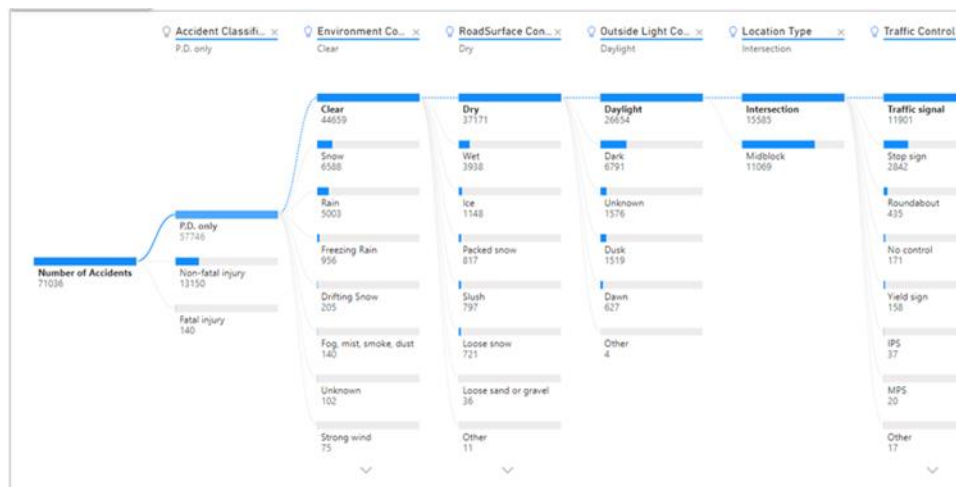 Accident Classifi... ×
P.D. only
Environment Co... ×
Clear
RoadSurface Con... ×
Dry
Outside Light Co... ×
Daylight
Location Type ×
Intersection
Traffic Control
Number of Accidents
71036
P.D. only
57746
Non-fatal injury
13150
Fatal injury
140
Clear
44659
Snow
6588
Rain
5003
Freezing Rain
956
Drifting Snow
205
Fog, mist, smoke, dust
140
Unknown
102
Strong wind
75
Dry
37171
Wet
3938
Ice
1148
Packed snow
817
Slush
797
Loose snow
721
Loose sand or gravel
36
Other
11
Daylight
26654
Dark
6791
Unknown
1576
Dusk
1519
Dawn
627
Other
4
Intersection
15585
Midblock
11069
Traffic signal
11901
Stop sign
2842
Roundabout
435
No control
171
Yield sign
158
IPS
37
MPS
20
Other
17